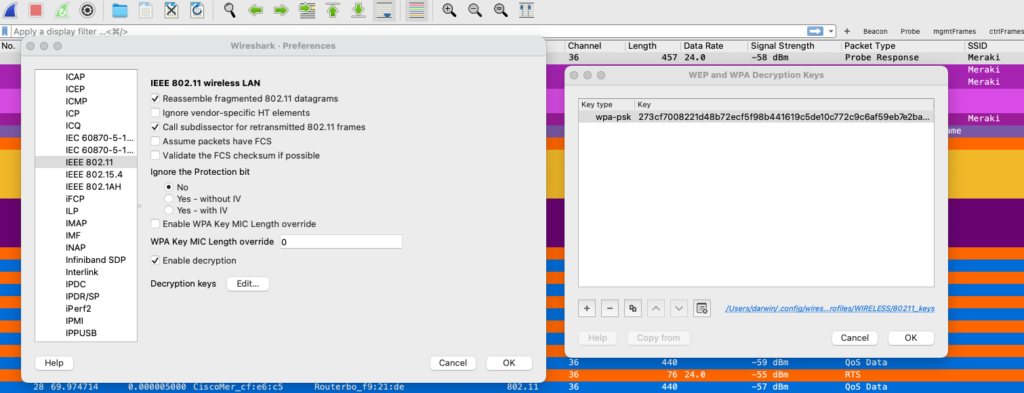 Apply a display filter ... <⌘/>
+ Beacon Probe mgmtFrames ctrlFrames
No.
Channel Length Data Rate Signal Strength Packet Type SSID
36 457 24.0 −58 dBm Probe Response Meraki
Meraki
Meraki
Meraki
Wireshark · Preferences
ICAP
ICEP
ICMP
ICP
ICQ
IEC 60870-5-1...
IEC 60870-5-1...
IEEE 802.11
IEEE 802.15.4
IEEE 802.1AH
iFCP
ILP
IMAP
IMF
INAP
Infiniband SDP
Interlink
IPDC
IPDR/SP
iPerf2
IPMI
IPPUSB
IEEE 802.11 wireless LAN
Reassemble fragmented 802.11 datagrams
Ignore vendor-specific HT elements
Call subdissector for retransmitted 802.11 frames
Assume packets have FCS
Validate the FCS checksum if possible
Ignore the Protection bit
No
Yes - without IV
Yes - with IV
Enable WPA Key MIC Length override
WPA Key MIC Length override 0
Enable decryption
Decryption keys Edit...
Help Cancel OK
WEP and WPA Decryption Keys
Key type Key
wpa-psk 273cf7008221d48b72ecf5f98b441619c5de10c772c9c6af59eb7e2ba...
/Users/darwin/.config/wires...rofiles/WIRELESS/80211_keys
Help Copy from Cancel OK
36 440 −59 dBm QoS Data
36 76 24.0 −55 dBm RTS
28 69.974714 0.000005000 CiscoMer_cf:e6:c5 Routerbo_f9:21:de 802.11 36 440 −57 dBm QoS Data